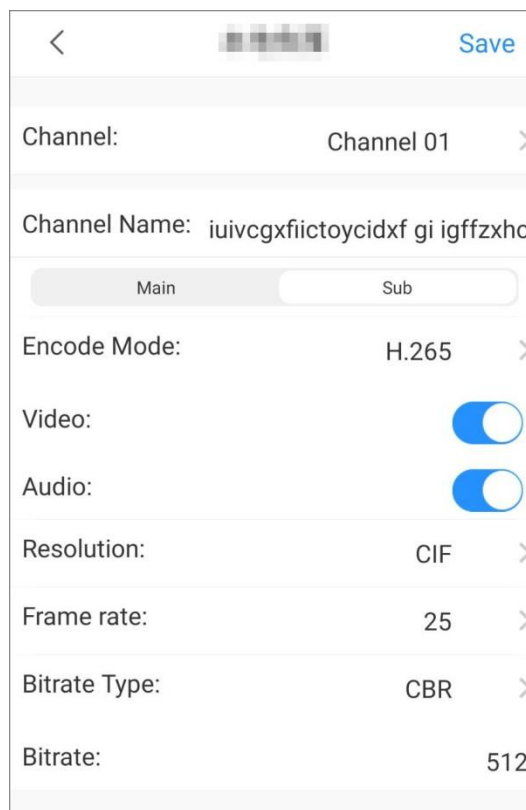 Save
Channel: Channel 01
Channel Name: iuivcgxfiictoycidxf gi igffzxhc
Main Sub
Encode Mode: H.265
Video:
Audio:
Resolution: CIF
Frame rate: 25
Bitrate Type: CBR
Bitrate: 512